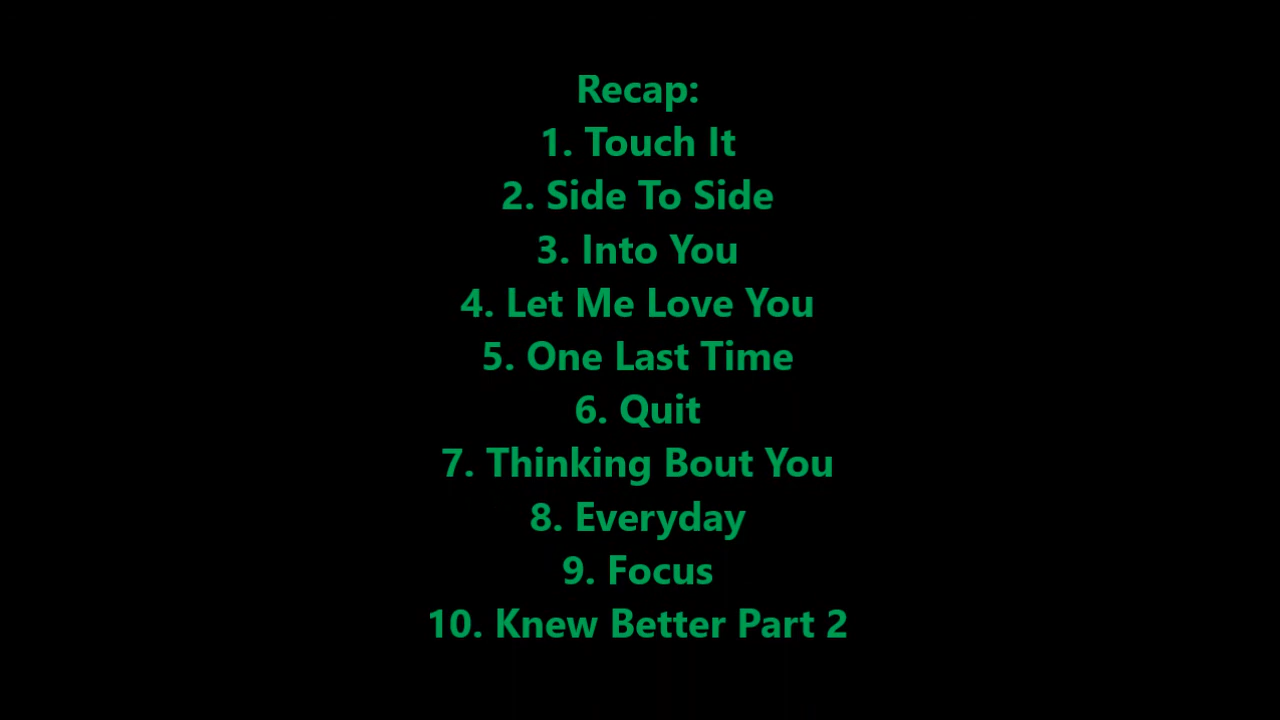 Recap:
1. Touch It
2. Side To Side
3. Into You
4. Let Me Love You
5. One Last Time
6. Quit
7. Thinking Bout You
8. Everyday
9. Focus
10. Knew Better Part 2